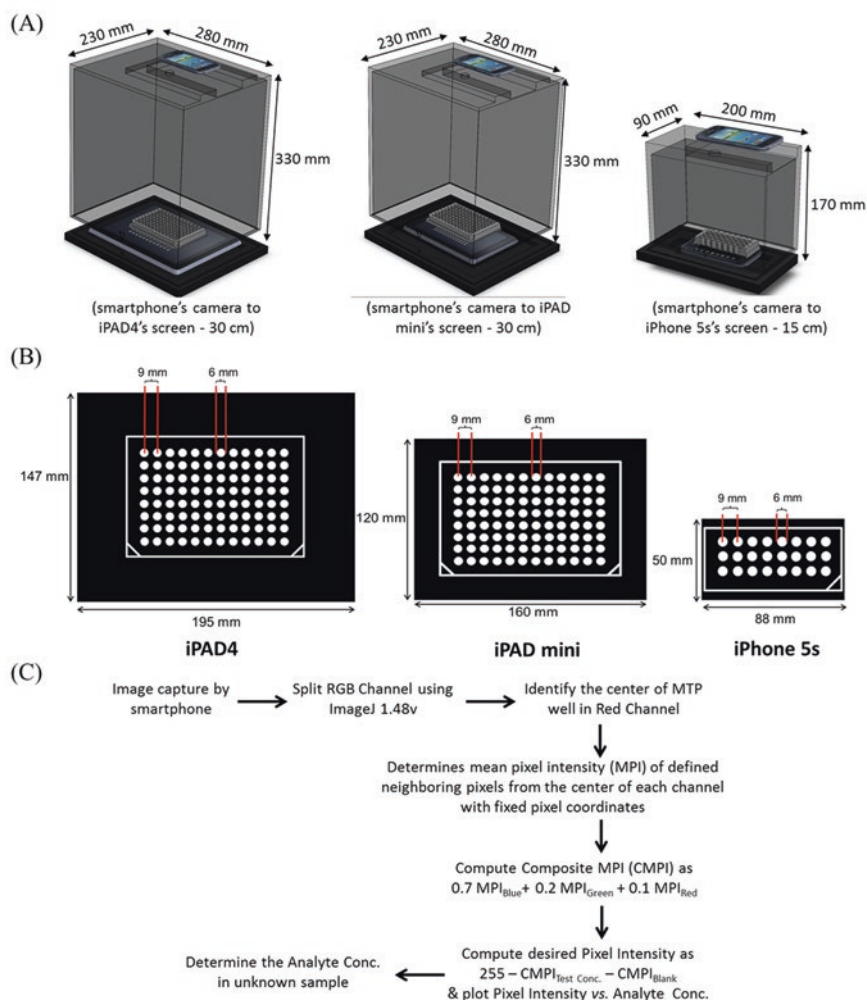 (A)
230 mm
280 mm
330 mm
230 mm
280 mm
330 mm
90 mm
200 mm
170 mm
(smartphone's camera to
iPAD4's screen - 30 cm)
(smartphone's camera to iPAD
mini's screen - 30 cm)
(smartphone's camera to
iPhone 5s's screen - 15 cm)
(B)
9 mm
6 mm
147 mm
195 mm
iPAD4
9 mm
6 mm
120 mm
160 mm
iPAD mini
9 mm
6 mm
50 mm
88 mm
iPhone 5s
(C)
Image capture by
smartphone
Split RGB Channel using
ImageJ 1.48v
Identify the center of MTP
well in Red Channel
Determines mean pixel intensity (MPI) of defined
neighboring pixels from the center of each channel
with fixed pixel coordinates
Compute Composite MPI (CMPI) as
0.7 MPIBlue+ 0.2 MPIGreen + 0.1 MPIRed
Compute desired Pixel Intensity as
255 – CMPITest Conc. – CMPIBlank
& plot Pixel Intensity vs. Analyte Conc.
Determine the Analyte Conc.
in unknown sample